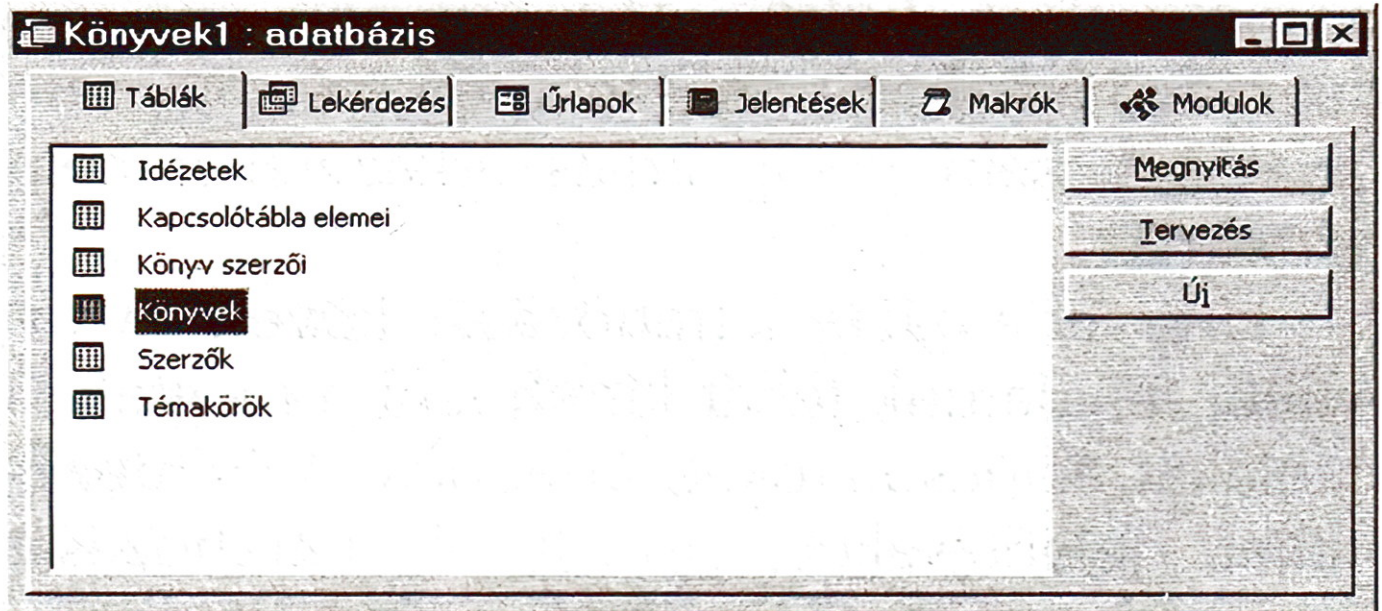 Könyvek1 : adatbázis
Táblák Lekérdezés Űrlapok Jelentések Makrók Modulok
Idézetek
Kapcsolótábla elemei
Könyv szerzői
Könyvek
Szerzők
Témakörök
Megnyitás
Tervezés
Új